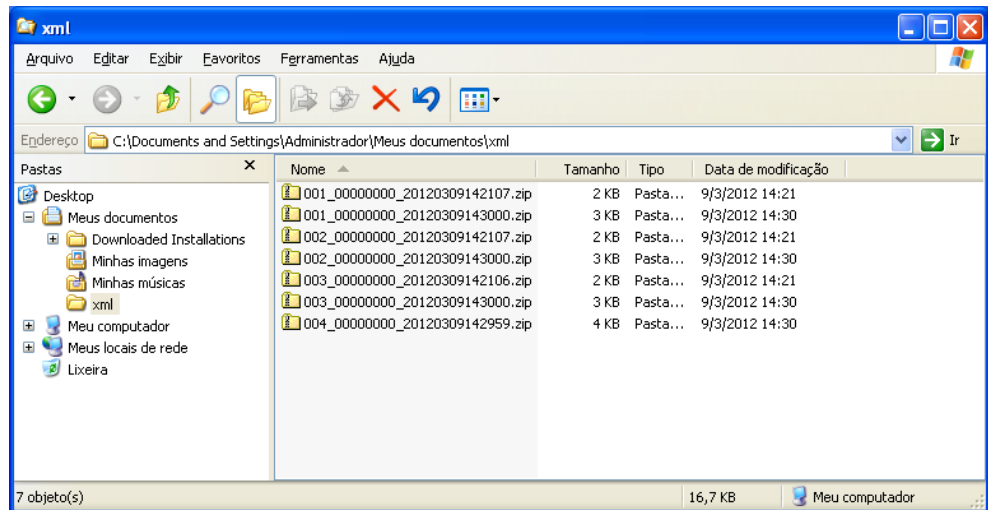 xml
Arquivo Editar Exibir Favoritos Ferramentas Ajuda
Endereço C:\Documents and Settings\Administrador\Meus documentos\xml Ir
Pastas
Desktop
Meus documentos
Downloaded Installations
Minhas imagens
Minhas músicas
xml
Meu computador
Meus locais de rede
Lixeira
Nome Tamanho Tipo Data de modificação
001_00000000_20120309142107.zip 2 KB Pasta... 9/3/2012 14:21
001_00000000_20120309143000.zip 3 KB Pasta... 9/3/2012 14:30
002_00000000_20120309142107.zip 2 KB Pasta... 9/3/2012 14:21
002_00000000_20120309143000.zip 3 KB Pasta... 9/3/2012 14:30
003_00000000_20120309142106.zip 2 KB Pasta... 9/3/2012 14:21
003_00000000_20120309143000.zip 3 KB Pasta... 9/3/2012 14:30
004_00000000_20120309142959.zip 4 KB Pasta... 9/3/2012 14:30
7 objeto(s) 16,7 KB Meu computador